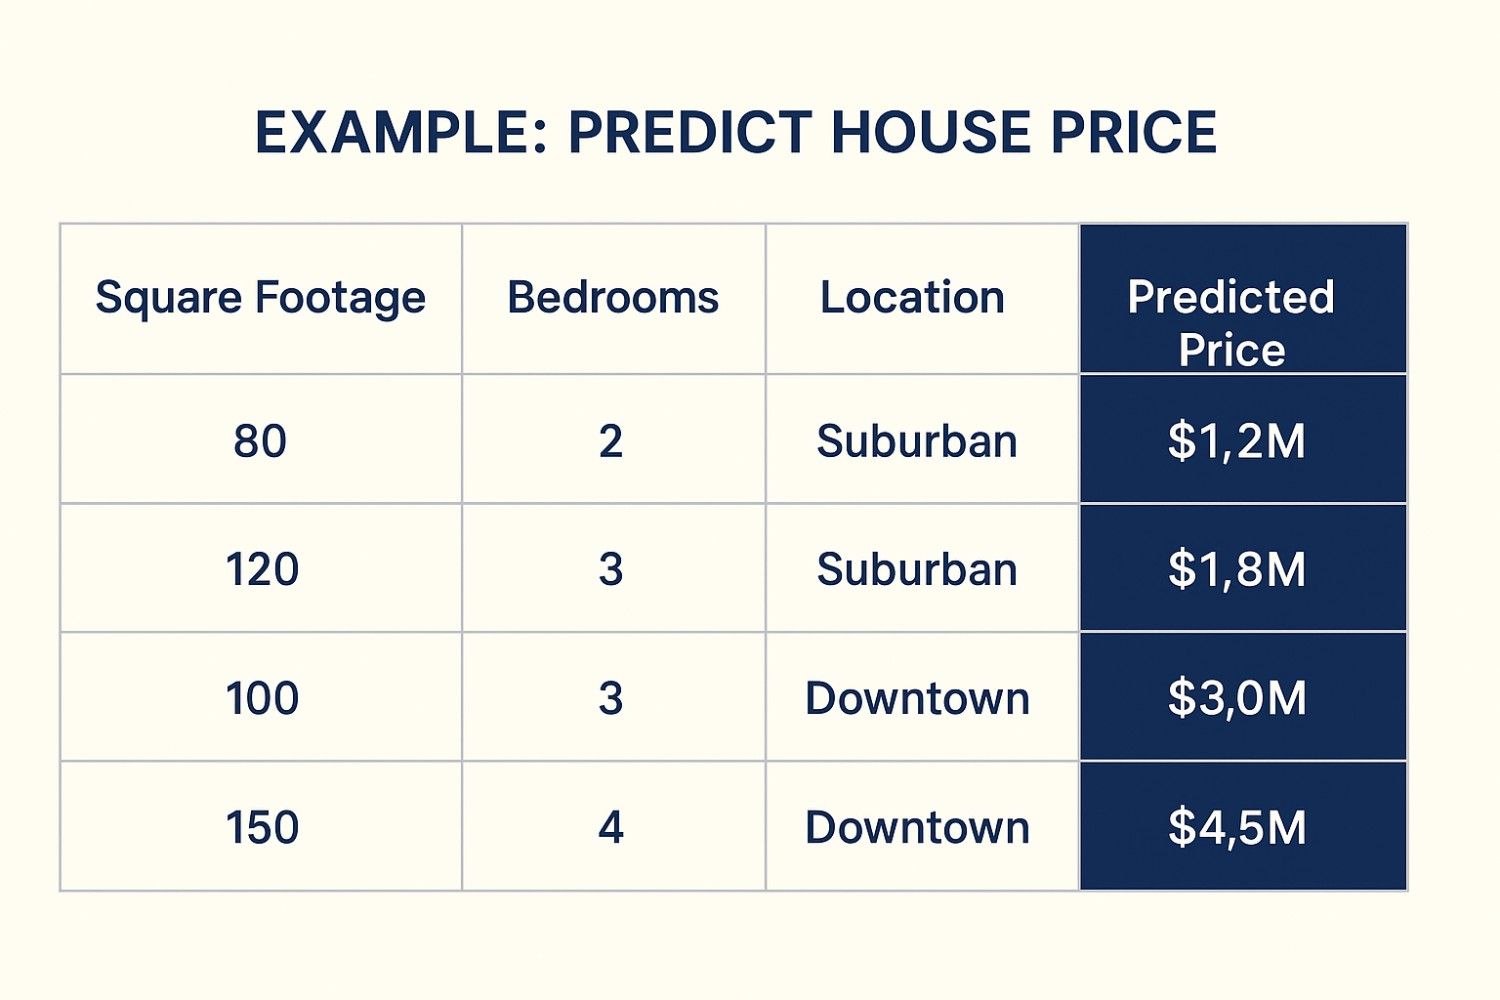 EXAMPLE: PREDICT HOUSE PRICE
Square Footage Bedrooms Location Predicted
Price
80 2 Suburban $1,2M
120 3 Suburban $1,8M
100 3 Downtown $3,0M
150 4 Downtown $4,5M